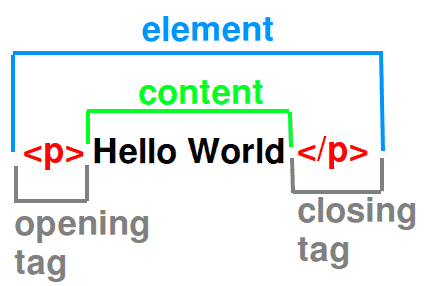 element
content
<p>Hello World</p>
opening
tag
closing
tag